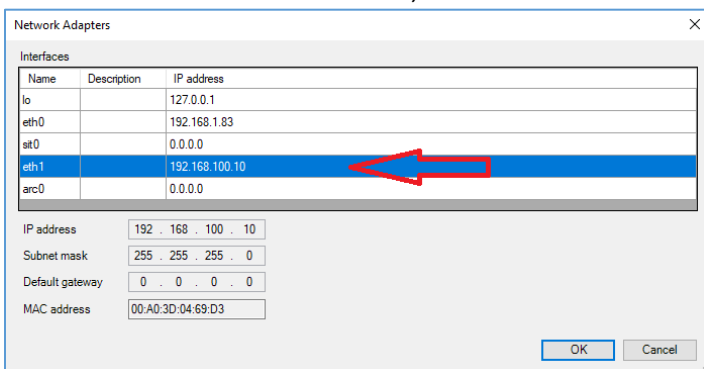 Network Adapters
Interfaces
Name Description IP address
lo 127.0.0.1
eth0 192.168.1.83
sit0 0.0.0.0
eth1 192.168.100.10
arc0 0.0.0.0
IP address 192 . 168 . 100 . 10
Subnet mask 255 . 255 . 255 . 0
Default gateway 0 . 0 . 0 . 0
MAC address 00:A0:3D:04:69:D3
OK Cancel